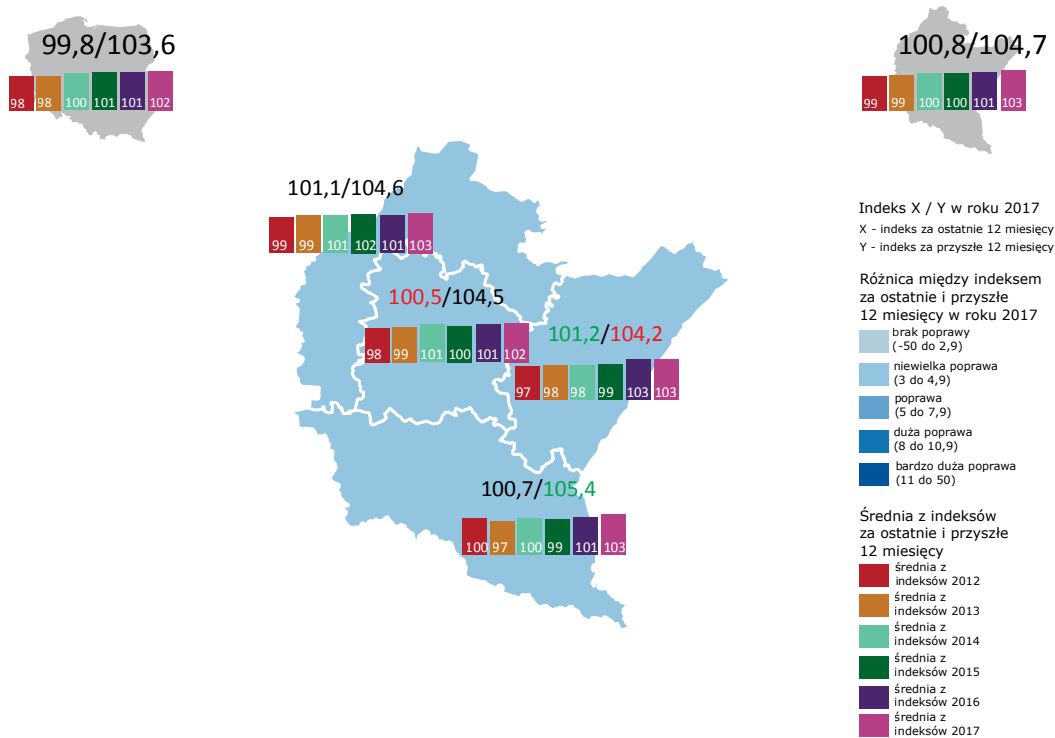 99,8/103,6
98 98 100 101 101 102
100,8/104,7
99 99 100 100 101 103
101,1/104,6
99 99 101 102 101 103
100,5/104,5
98 99 101 100 101 102
101,2/104,2
97 98 98 99 103 103
100,7/105,4
100 97 100 99 101 103
Indeks X / Y w roku 2017
X - indeks za ostatnie 12 miesięcy
Y - indeks za przyszłe 12 miesięcy
Różnica między indeksem
za ostatnie i przyszłe
12 miesięcy w roku 2017
brak poprawy
(-50 do 2,9)
niewielka poprawa
(3 do 4,9)
poprawa
(5 do 7,9)
duża poprawa
(8 do 10,9)
bardzo duża poprawa
(11 do 50)
Średnia z indeksów
za ostatnie i przyszłe
12 miesięcy
średnia z
indeksów 2012
średnia z
indeksów 2013
średnia z
indeksów 2014
średnia z
indeksów 2015
średnia z
indeksów 2016
średnia z
indeksów 2017